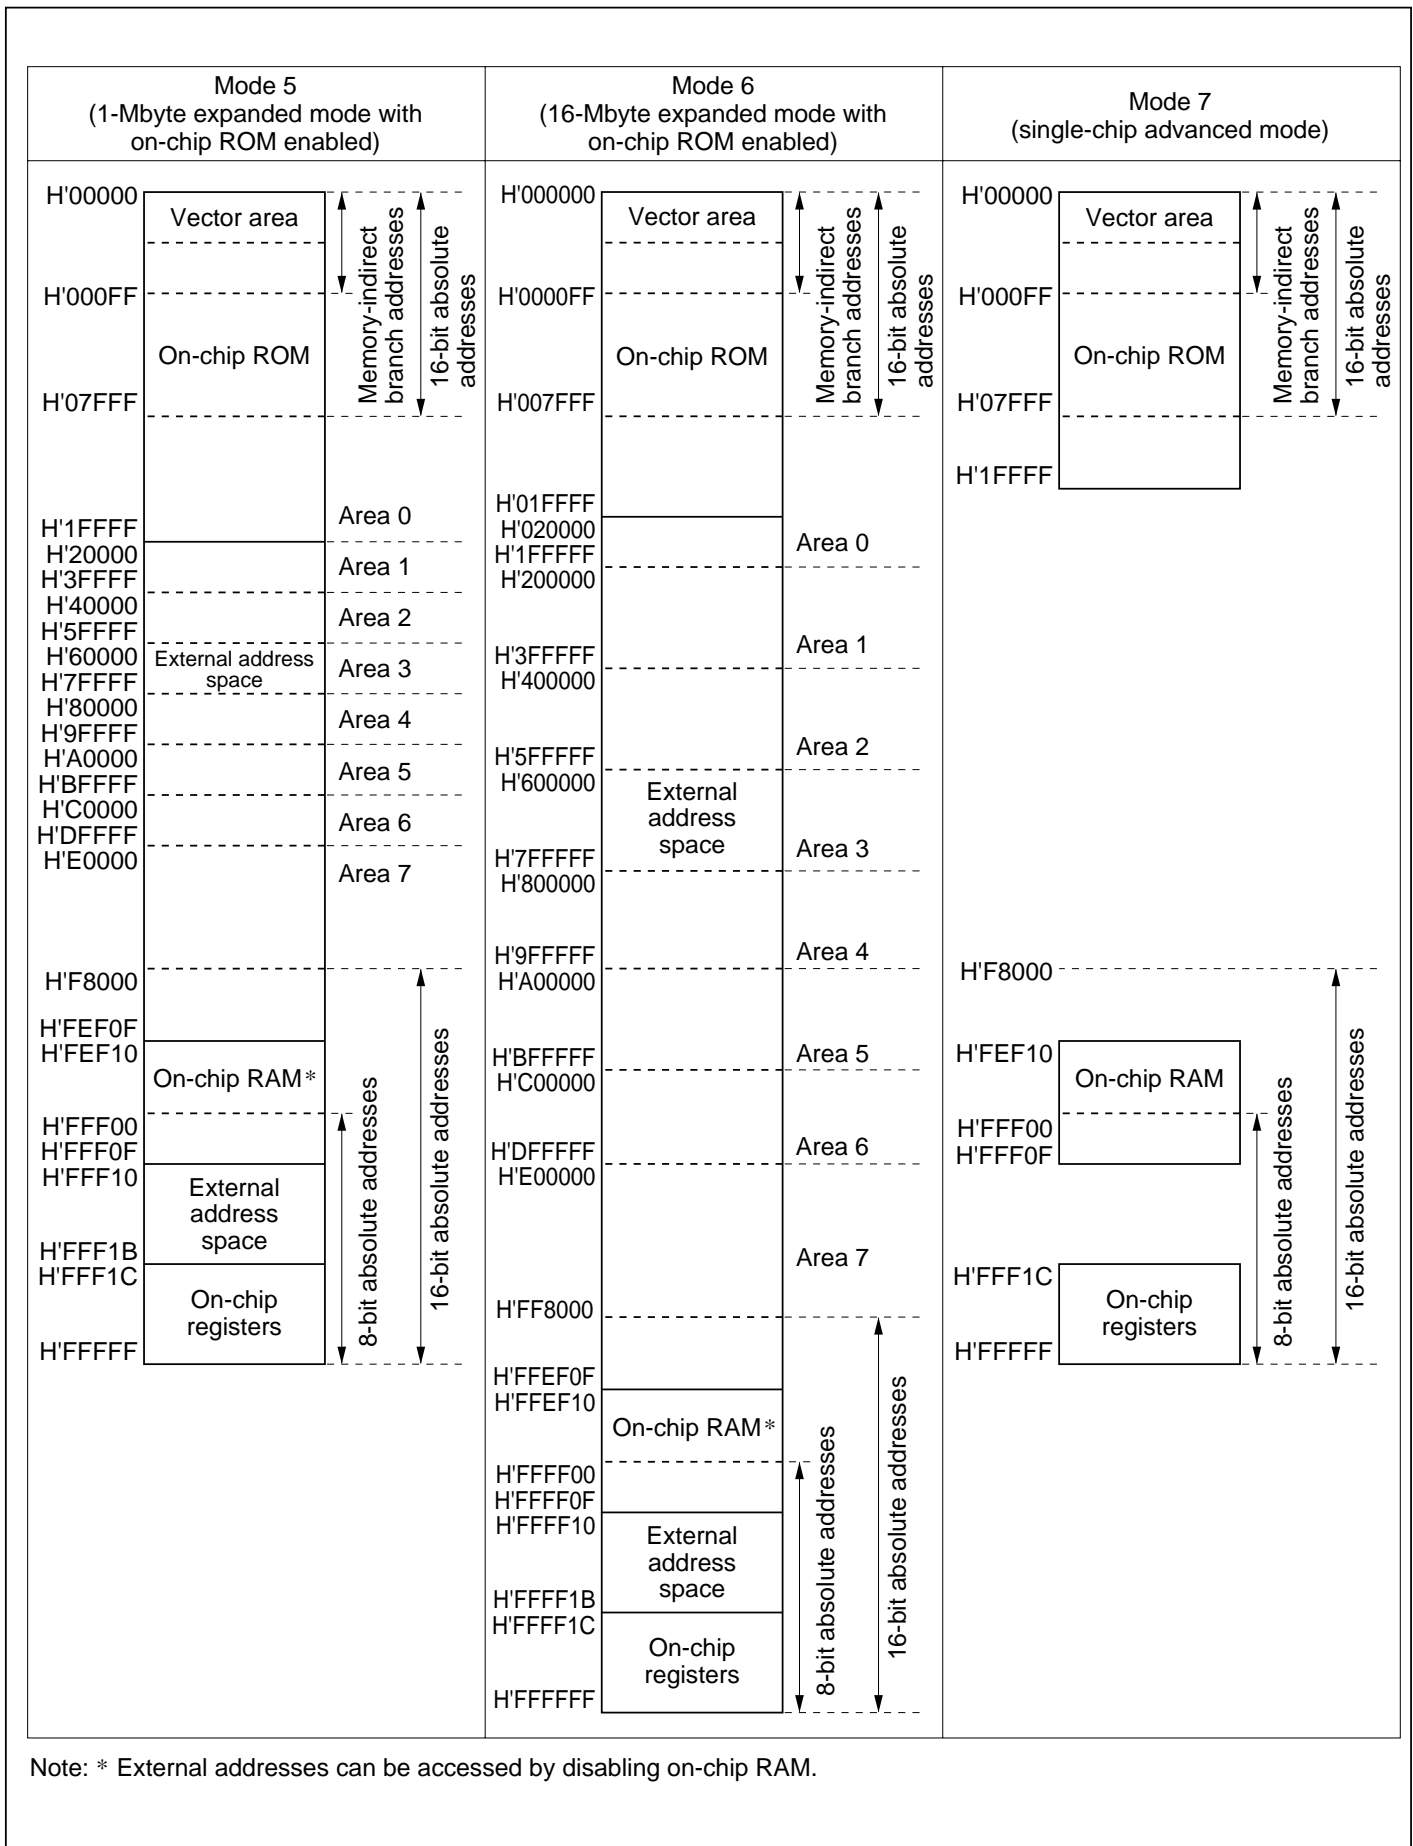 Mode 5
(1-Mbyte expanded mode with
on-chip ROM enabled)
Mode 6
(16-Mbyte expanded mode with
on-chip ROM enabled)
Mode 7
(single-chip advanced mode)
H'00000
Vector area
H'000FF
On-chip ROM
H'07FFF
Memory-indirect
branch addresses
16-bit absolute
addresses
H'1FFFF
Area 0
H'20000
H'3FFFF
Area 1
H'40000
H'5FFFF
Area 2
H'60000
External address
space
H'7FFFF
Area 3
H'80000
H'9FFFF
Area 4
H'A0000
H'BFFFF
Area 5
H'C0000
H'DFFFF
Area 6
H'E0000
Area 7
H'F8000
H'FEF0F
H'FEF10
On-chip RAM*
H'FFF00
H'FFF0F
H'FFF10
External
address
space
H'FFF1B
H'FFF1C
On-chip
registers
H'FFFFF
8-bit absolute addresses
16-bit absolute addresses
H'000000
Vector area
H'0000FF
On-chip ROM
H'007FFF
Memory-indirect
branch addresses
16-bit absolute
addresses
H'01FFFF
H'020000
Area 0
H'1FFFFF
H'200000
Area 1
H'3FFFFF
H'400000
Area 2
H'5FFFFF
H'600000
External
address
space
Area 3
H'7FFFFF
H'800000
Area 4
H'9FFFFF
H'A00000
Area 5
H'BFFFFF
H'C00000
Area 6
H'DFFFFF
H'E00000
Area 7
H'FF8000
H'FFEF0F
H'FFEF10
On-chip RAM*
H'FFFF00
H'FFFF0F
H'FFFF10
External
address
space
H'FFFF1B
H'FFFF1C
On-chip
registers
H'FFFFFF
8-bit absolute addresses
16-bit absolute addresses
H'00000
Vector area
H'000FF
On-chip ROM
H'07FFF
Memory-indirect
branch addresses
16-bit absolute
addresses
H'1FFFF
H'F8000
H'FEF10
On-chip RAM
H'FFF00
H'FFF0F
H'FFF1C
On-chip
registers
H'FFFFF
8-bit absolute addresses
16-bit absolute addresses
Note: * External addresses can be accessed by disabling on-chip RAM.